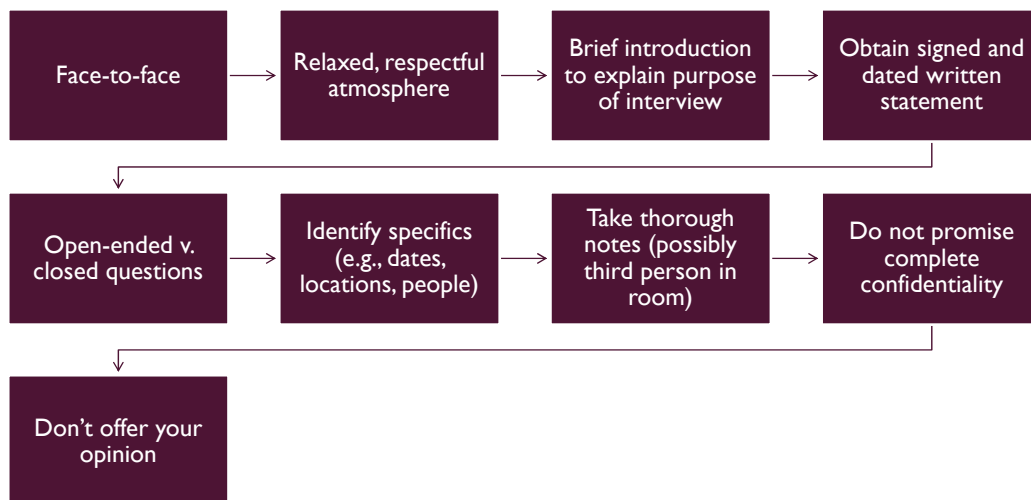 Face-to-face
Relaxed, respectful
atmosphere
Brief introduction
to explain purpose
of interview
Obtain signed and
dated written
statement
Open-ended v.
closed questions
Identify specifics
(e.g., dates,
locations, people)
Take thorough
notes (possibly
third person in
room)
Do not promise
complete
confidentiality
Don’t offer your
opinion